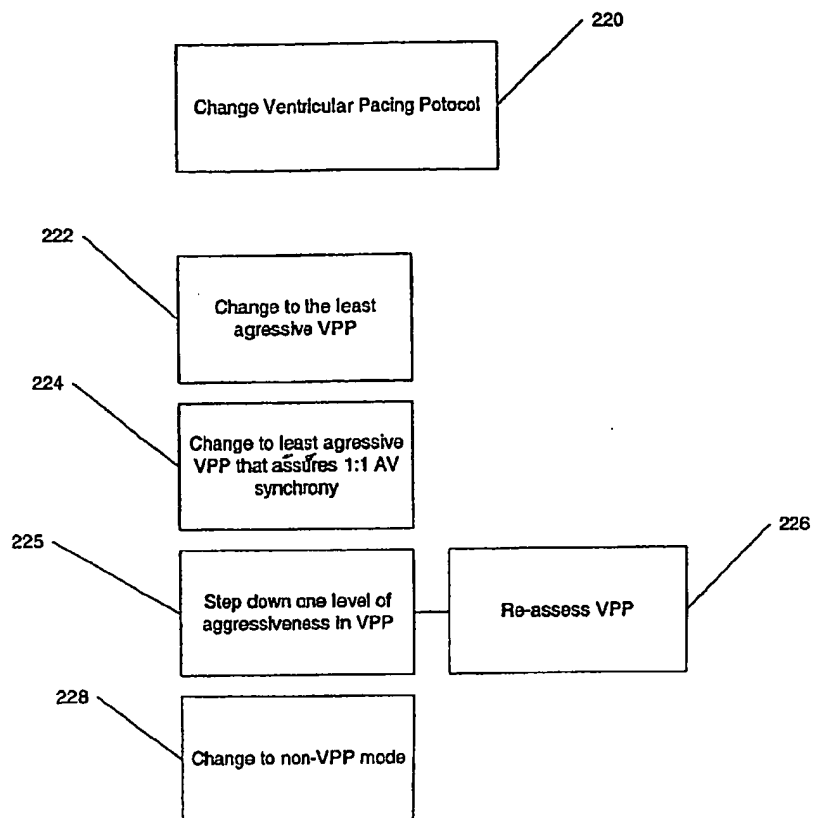 220
Change Ventricular Pacing Potocol
222
Change to the least
agressive VPP
224
Change to least agressive
VPP that assures 1:1 AV
synchrony
225
Step down one level of
aggressiveness in VPP
226
Re-assess VPP
228
Change to non-VPP mode